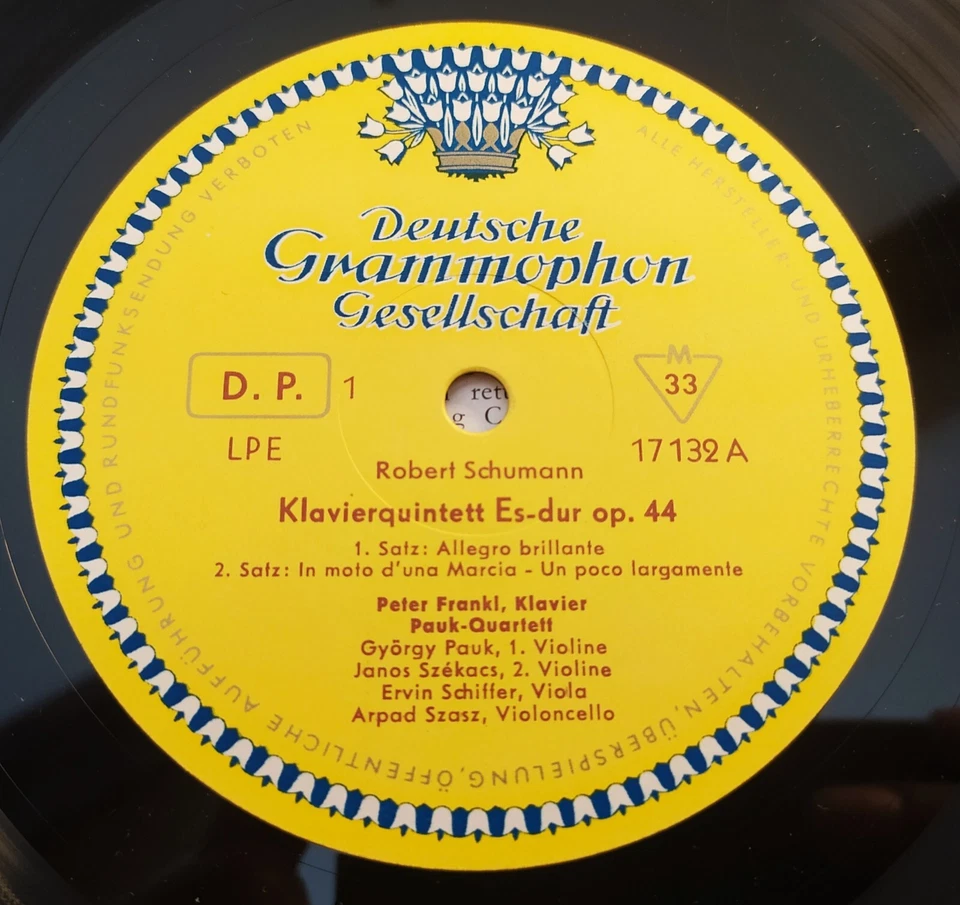 Deutsche
Grammophon
Gesellschaft
D. P. 1
M
33
LPE
17132 A
retu
g C
Robert Schumann
Klavierquintett Es-dur op. 44
1. Satz: Allegro brillante
2. Satz: In moto d'una Marcia - Un poco largamente
Peter Frankl, Klavier
Pauk-Quartett
György Pauk, 1. Violine
Janos Székacs, 2. Violine
Ervin Schiffer, Viola
Arpad Szasz, Violoncello
ALLE HERSTELLER- UND URHEBERRECHTE VORBEHALTEN, ÜBERSPIELUNG, ÖFFENTLICHE AUFFÜHRUNG UND RUNDFUNKSENDUNG VERBOTEN